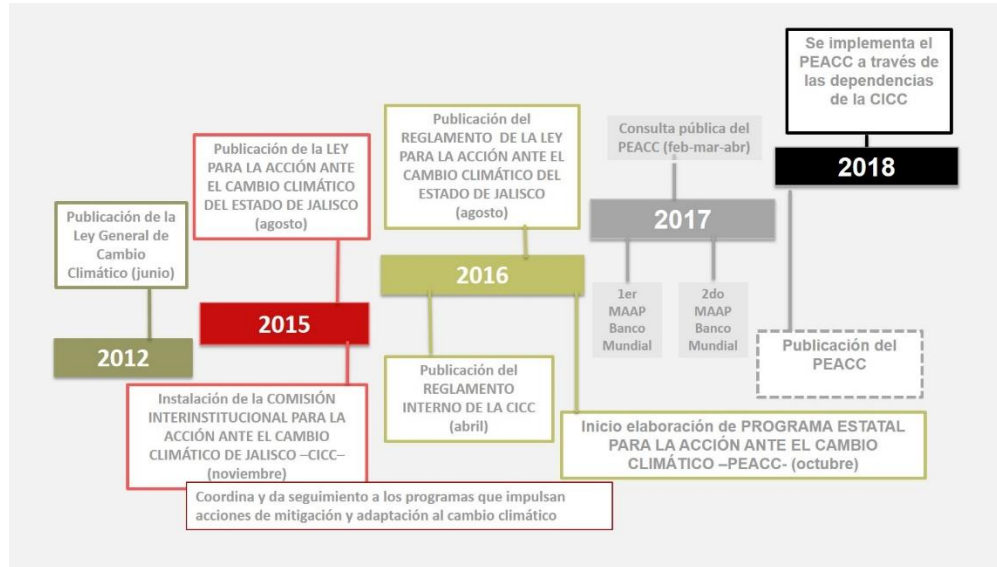 Publicación de la
Ley General de
Cambio
Climático (junio)
2012
Publicación de la LEY
PARA LA ACCIÓN ANTE
EL CAMBIO CLIMÁTICO
DEL ESTADO DE JALISCO
(agosto)
2015
Instalación de la COMISIÓN
INTERINSTITUCIONAL PARA LA
ACCIÓN ANTE EL CAMBIO
CLIMÁTICO DE JALISCO –CICC–
(noviembre)
Coordina y da seguimiento a los programas que impulsan
acciones de mitigación y adaptación al cambio climático
Publicación del
REGLAMENTO DE LA LEY
PARA LA ACCIÓN ANTE EL
CAMBIO CLIMÁTICO DEL
ESTADO DE JALISCO
(agosto)
2016
Publicación del
REGLAMENTO
INTERNO DE LA CICC
(abril)
Inicio elaboración de PROGRAMA ESTATAL
PARA LA ACCIÓN ANTE EL CAMBIO
CLIMÁTICO –PEACC- (octubre)
Consulta pública del
PEACC (feb-mar-abr)
2017
1er
MAAP
Banco
Mundial
2do
MAAP
Banco
Mundial
Se implementa el
PEACC a través de
las dependencias
de la CICC
2018
Publicación del
PEACC